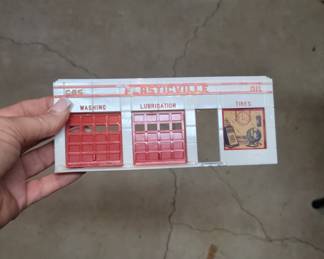 GAS PLASTICVILLE OIL
WASHING LUBRICATION TIRES